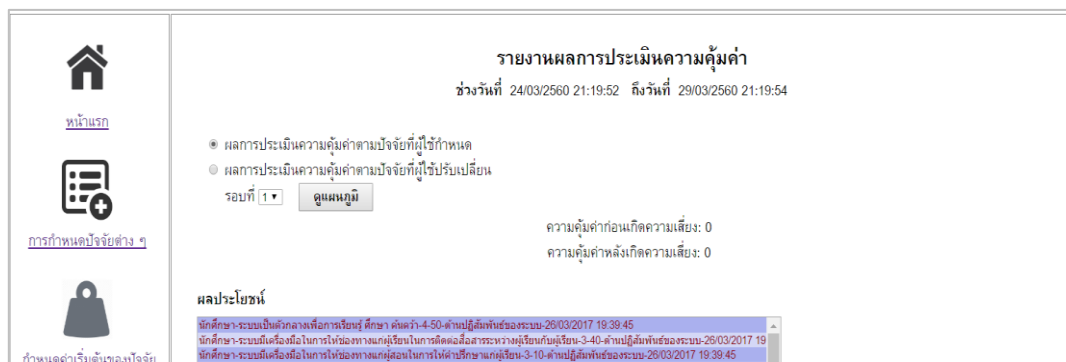 รายงานผลการประเมินความคุ้มค่า
ช่วงวันที่ 24/03/2560 21:19:52 ถึงวันที่ 29/03/2560 21:19:54
หน้าแรก
ผลการประเมินความคุ้มค่าตามปัจจัยที่ผู้ใช้กำหนด
ผลการประเมินความคุ้มค่าตามปัจจัยที่ผู้ใช้ปรับเปลี่ยน
รอบที่ 1 ดูแผนภูมิ
การกำหนดปัจจัยต่าง ๆ
ความคุ้มค่าก่อนเกิดความเสี่ยง: 0
ความคุ้มค่าหลังเกิดความเสี่ยง: 0
ผลประโยชน์
นักศึกษา-ระบบเป็นตัวกลางเพื่อการเรียนรู้ ศึกษา ค้นคว้า-4-50-ด้านปฏิสัมพันธ์ของระบบ-26/03/2017 19:39:45
นักศึกษา-ระบบมีเครื่องมือในการให้ช่องทางแก่ผู้เรียนในการติดต่อสื่อสารระหว่างผู้เรียนกับผู้เรียน-3-40-ด้านปฏิสัมพันธ์ของระบบ-26/03/2017 19
นักศึกษา-ระบบมีเครื่องมือในการให้ช่องทางแก่ผู้สอนในการให้คำปรึกษาแก่ผู้เรียน-3-10-ด้านปฏิสัมพันธ์ของระบบ-26/03/2017 19:39:45
กำหนดค่าเริ่มต้นของปัจจัย